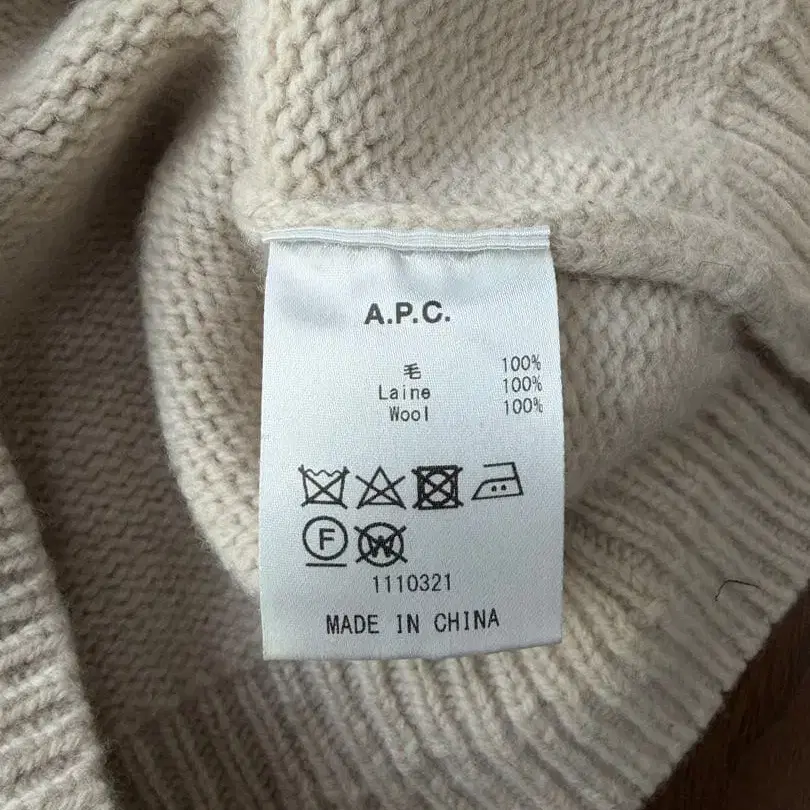 A.P.C.
毛 100%
Laine 100%
Wool 100%
F W
1110321
MADE IN CHINA